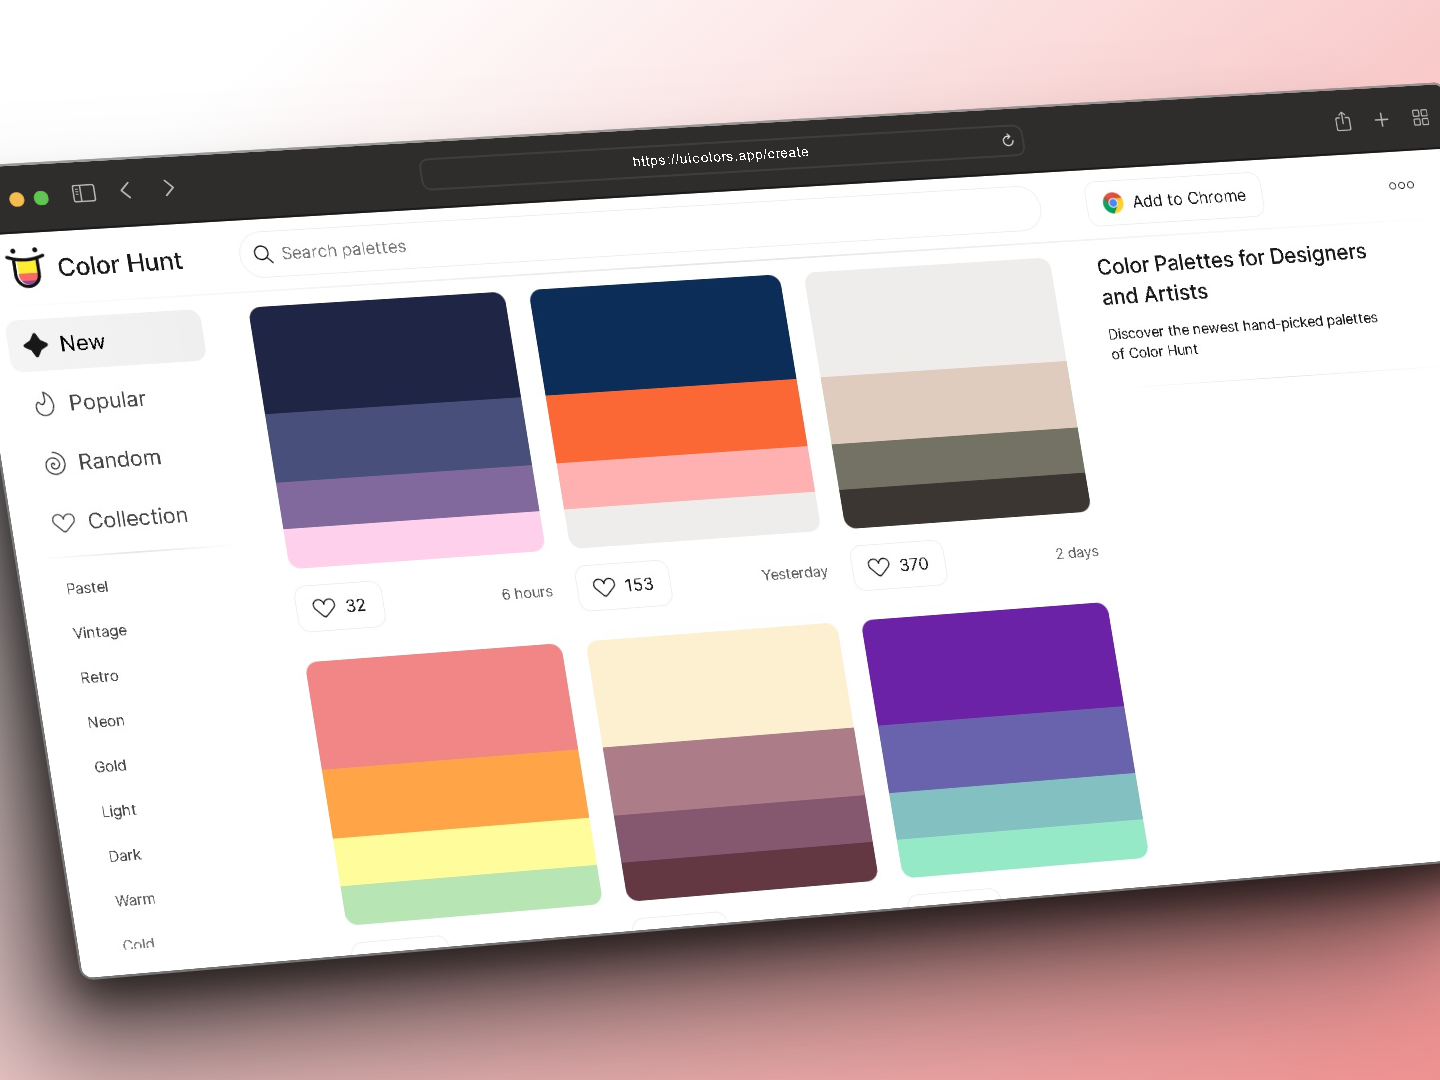 https://uicolors.app/create
Color Hunt
Search palettes
Add to Chrome
New
Popular
Random
Collection
Pastel
Vintage
Retro
Neon
Gold
Light
Dark
Warm
Cold
32
6 hours
153
Yesterday
370
2 days
Color Palettes for Designers
and Artists
Discover the newest hand-picked palettes
of Color Hunt